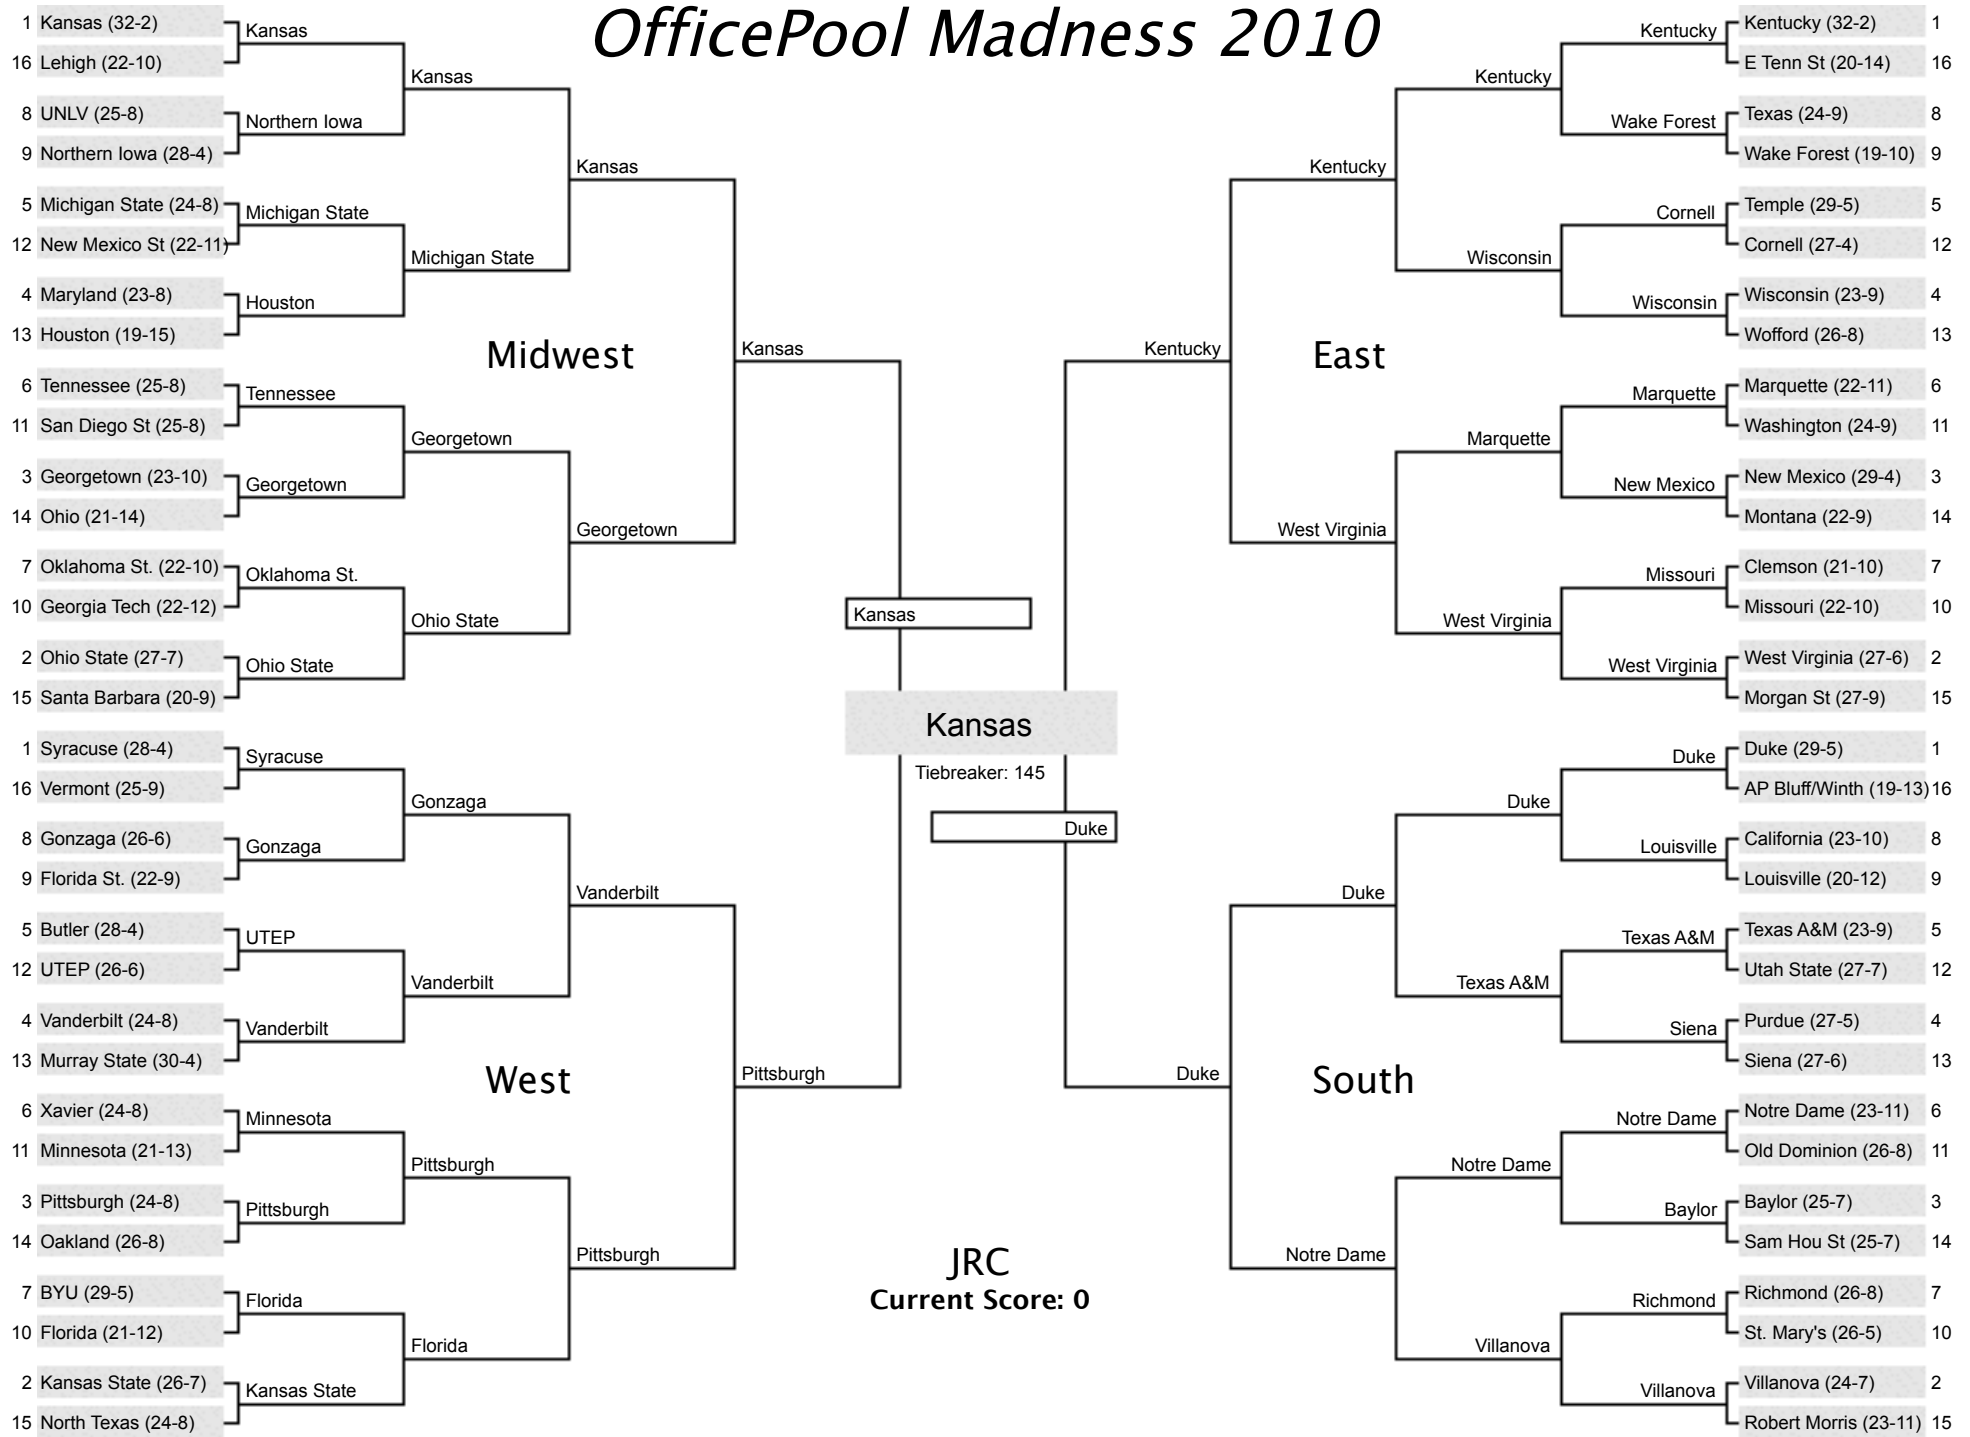 OfficePool Madness 2010
1 Kansas (32-2)
16 Lehigh (22-10)
8 UNLV (25-8)
9 Northern Iowa (28-4)
5 Michigan State (24-8)
12 New Mexico St (22-11)
4 Maryland (23-8)
13 Houston (19-15)
6 Tennessee (25-8)
11 San Diego St (25-8)
3 Georgetown (23-10)
14 Ohio (21-14)
7 Oklahoma St. (22-10)
10 Georgia Tech (22-12)
2 Ohio State (27-7)
15 Santa Barbara (20-9)
Kansas
Northern Iowa
Michigan State
Houston
Tennessee
Georgetown
Oklahoma St.
Ohio State
Kansas
Michigan State
Georgetown
Ohio State
Kansas
Georgetown
Midwest
Kansas
1 Syracuse (28-4)
16 Vermont (25-9)
8 Gonzaga (26-6)
9 Florida St. (22-9)
5 Butler (28-4)
12 UTEP (26-6)
4 Vanderbilt (24-8)
13 Murray State (30-4)
6 Xavier (24-8)
11 Minnesota (21-13)
3 Pittsburgh (24-8)
14 Oakland (26-8)
7 BYU (29-5)
10 Florida (21-12)
2 Kansas State (26-7)
15 North Texas (24-8)
Syracuse
Gonzaga
UTEP
Vanderbilt
Minnesota
Pittsburgh
Florida
Kansas State
Gonzaga
Vanderbilt
Pittsburgh
Florida
Vanderbilt
Pittsburgh
West
Pittsburgh
Kansas
Kansas
Tiebreaker: 145
Duke
JRC
Current Score: 0
Kentucky (32-2) 1
E Tenn St (20-14) 16
Texas (24-9) 8
Wake Forest (19-10) 9
Temple (29-5) 5
Cornell (27-4) 12
Wisconsin (23-9) 4
Wofford (26-8) 13
Marquette (22-11) 6
Washington (24-9) 11
New Mexico (29-4) 3
Montana (22-9) 14
Clemson (21-10) 7
Missouri (22-10) 10
West Virginia (27-6) 2
Morgan St (27-9) 15
Kentucky
Wake Forest
Cornell
Wisconsin
Marquette
New Mexico
Missouri
West Virginia
Kentucky
Wisconsin
Marquette
West Virginia
Kentucky
West Virginia
East
Kentucky
Duke (29-5) 1
AP Bluff/Winth (19-13) 16
California (23-10) 8
Louisville (20-12) 9
Texas A&M (23-9) 5
Utah State (27-7) 12
Purdue (27-5) 4
Siena (27-6) 13
Notre Dame (23-11) 6
Old Dominion (26-8) 11
Baylor (25-7) 3
Sam Hou St (25-7) 14
Richmond (26-8) 7
St. Mary's (26-5) 10
Villanova (24-7) 2
Robert Morris (23-11) 15
Duke
Louisville
Texas A&M
Siena
Notre Dame
Baylor
Richmond
Villanova
Duke
Texas A&M
Notre Dame
Villanova
Duke
Notre Dame
South
Duke